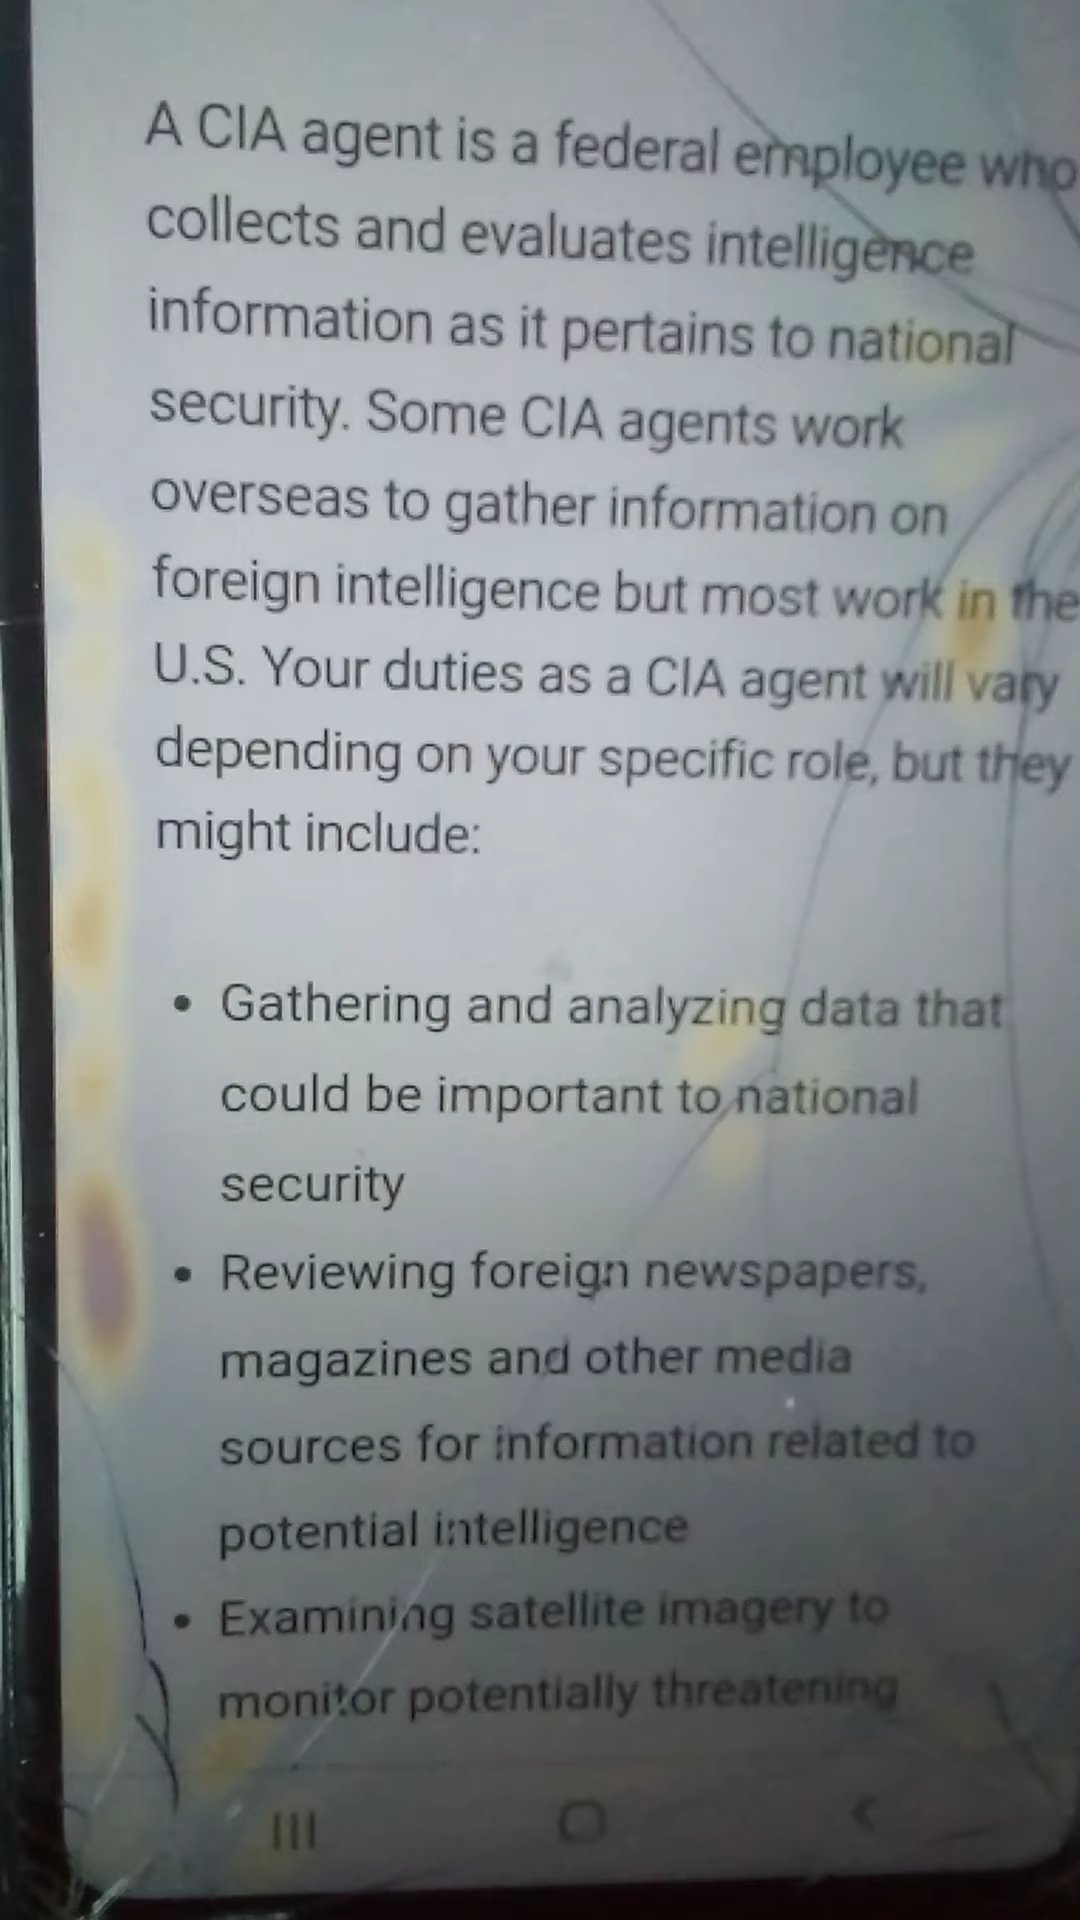 A CIA agent is a federal employee who
collects and evaluates intelligence
information as it pertains to national
security. Some CIA agents work
overseas to gather information on
foreign intelligence but most work in the
U.S. Your duties as a CIA agent will vary
depending on your specific role, but they
might include:
• Gathering and analyzing data that
could be important to national
security
• Reviewing foreign newspapers,
magazines and other media
sources for information related to
potential intelligence
• Examining satellite imagery to
monitor potentially threatening